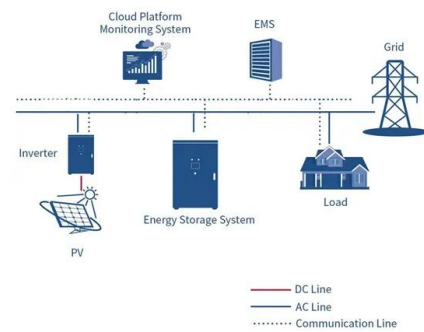 Cloud Platform
Monitoring System
EMS
Grid
Inverter
Energy Storage System
Load
PV
DC Line
AC Line
Communication Line